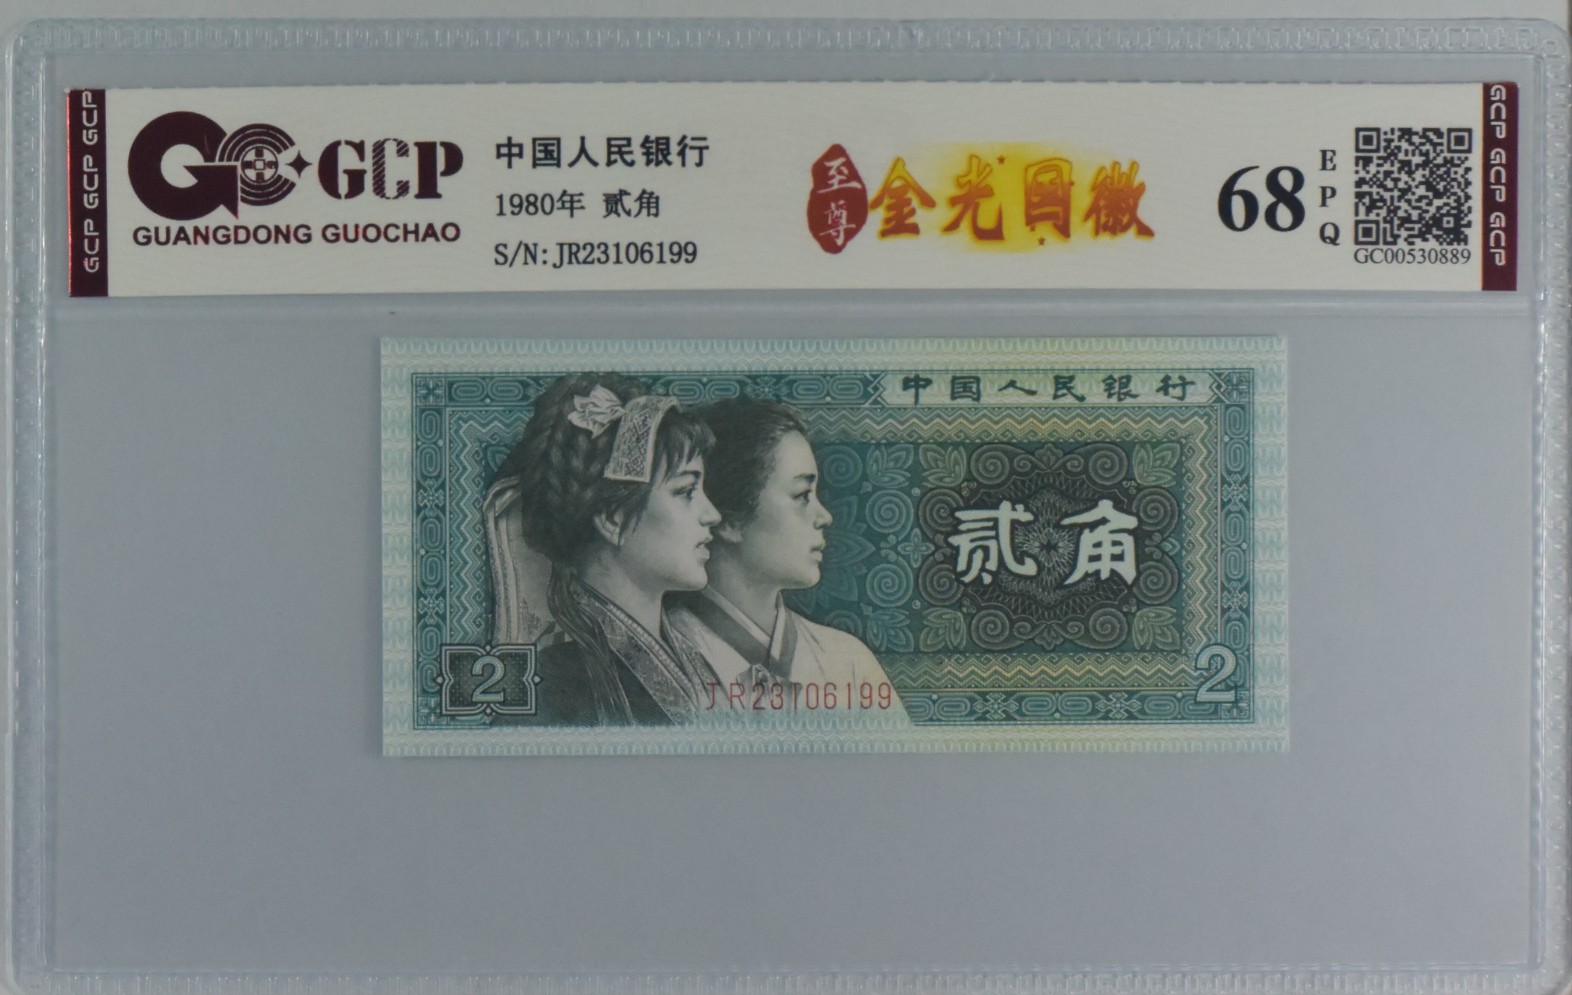 GCP GCP GCP
GCP
GUANGDONG GUOCHAO
中国人民银行
1980年 贰角
S/N:JR23106199
至尊
金光国徽
68
EPQ
GC00530889
GCP GCP GCP
中国人民银行
贰角
2
JR23106199
2